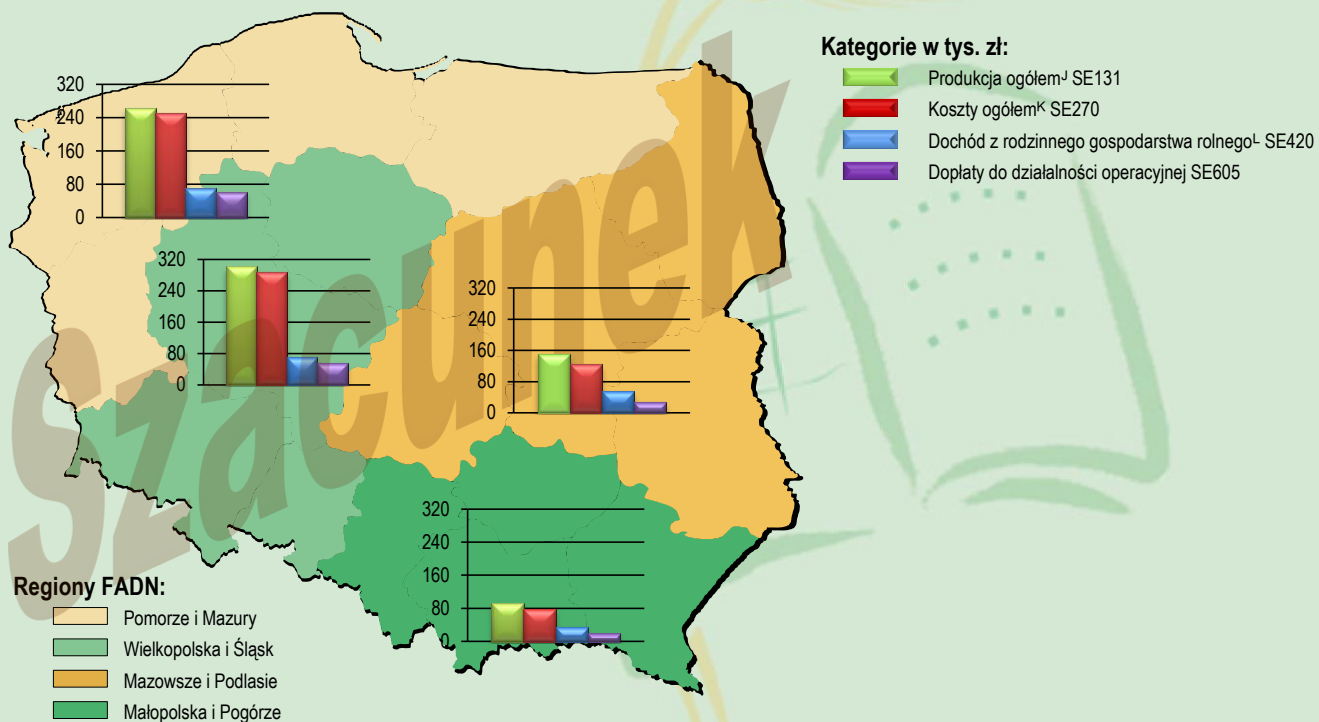 Kategorie w tys. zł:
Produkcja ogółemᴶ SE131
Koszty ogółemᴷ SE270
Dochód z rodzinnego gospodarstwa rolnegoᴸ SE420
Dopłaty do działalności operacyjnej SE605
320
240
160
80
0
320
240
160
80
0
320
240
160
80
0
320
240
160
80
0
Szacunek
Regiony FADN:
Pomorze i Mazury
Wielkopolska i Śląsk
Mazowsze i Podlasie
Małopolska i Pogórze